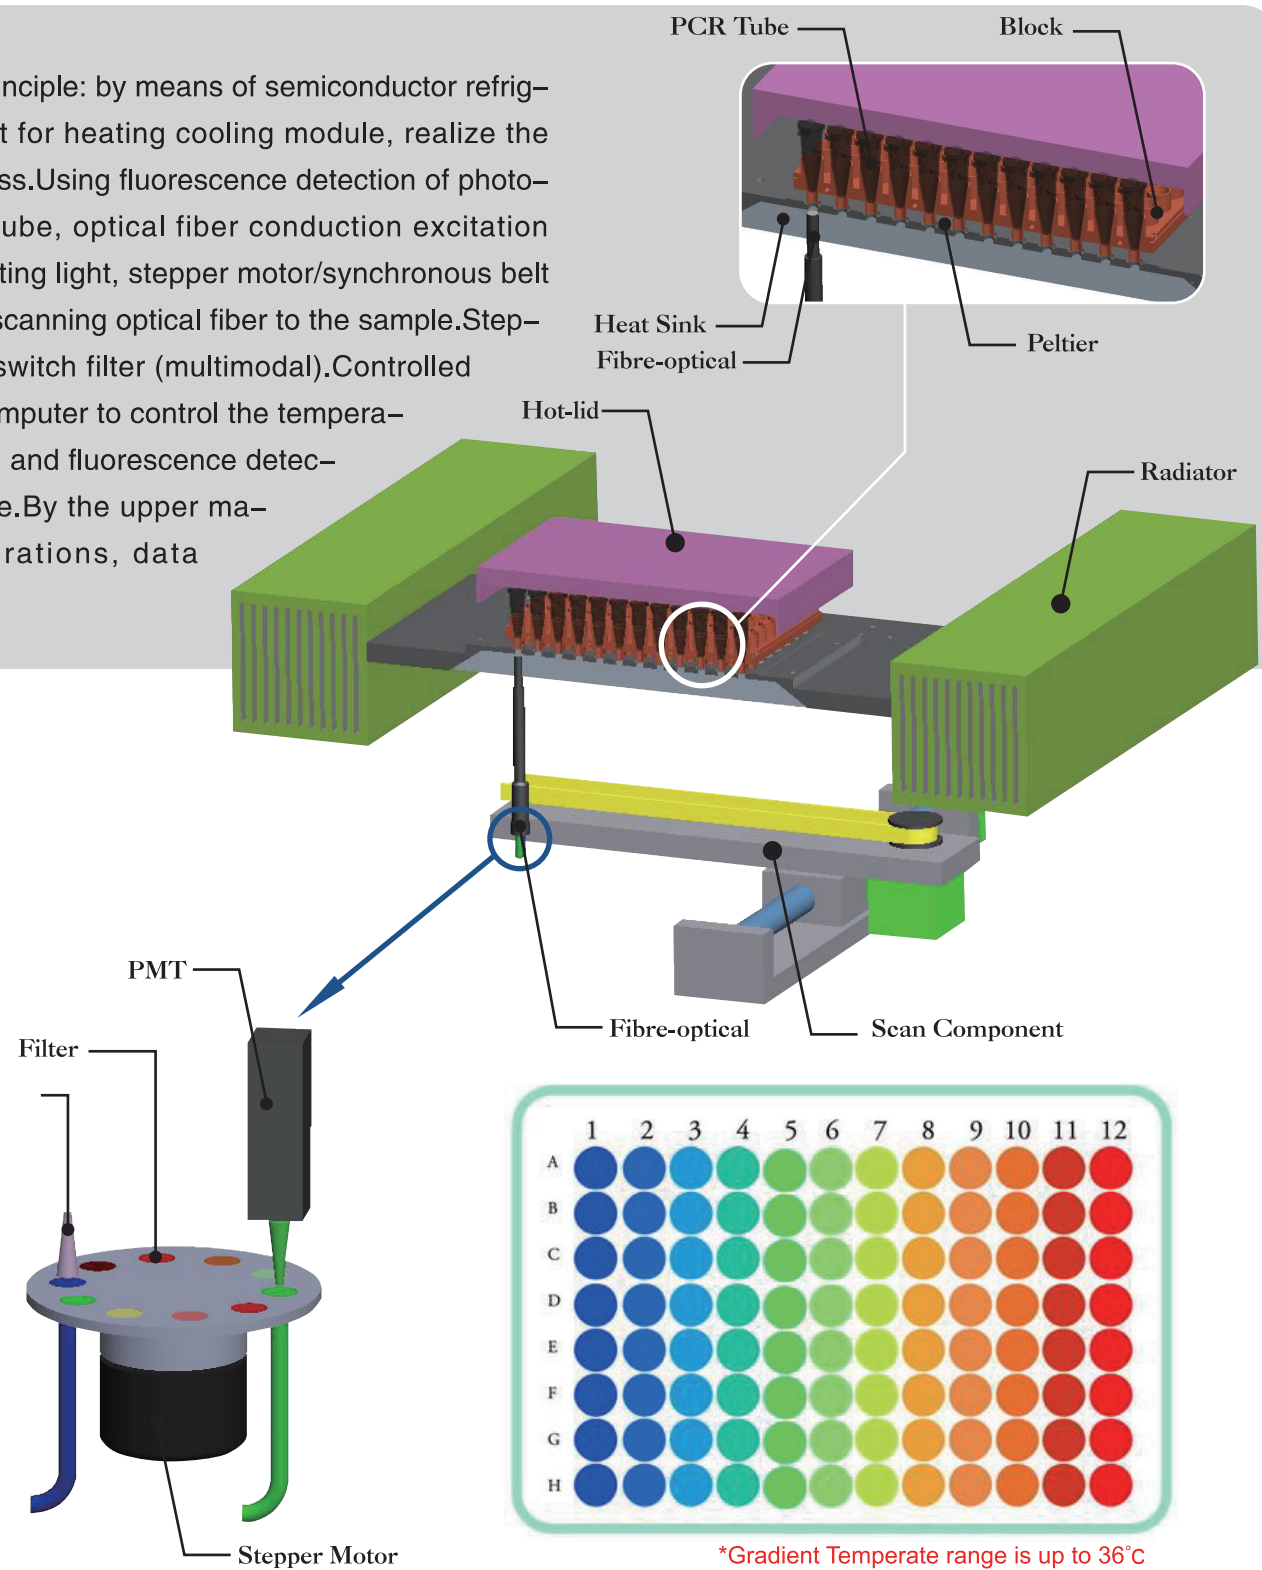 PCR Tube
Block
nciple: by means of semiconductor refrig–
t for heating cooling module, realize the
ss.Using fluorescence detection of photo–
ube, optical fiber conduction excitation
ting light, stepper motor/synchronous belt
scanning optical fiber to the sample.Step–
switch filter (multimodal).Controlled
mputer to control the tempera–
and fluorescence detec–
e.By the upper ma–
rations, data
Heat Sink
Fibre-optical
Peltier
Hot-lid
Radiator
PMT
Filter
Fibre-optical
Scan Component
1 2 3 4 5 6 7 8 9 10 11 12
A
B
C
D
E
F
G
H
Stepper Motor
*Gradient Temperate range is up to 36°C